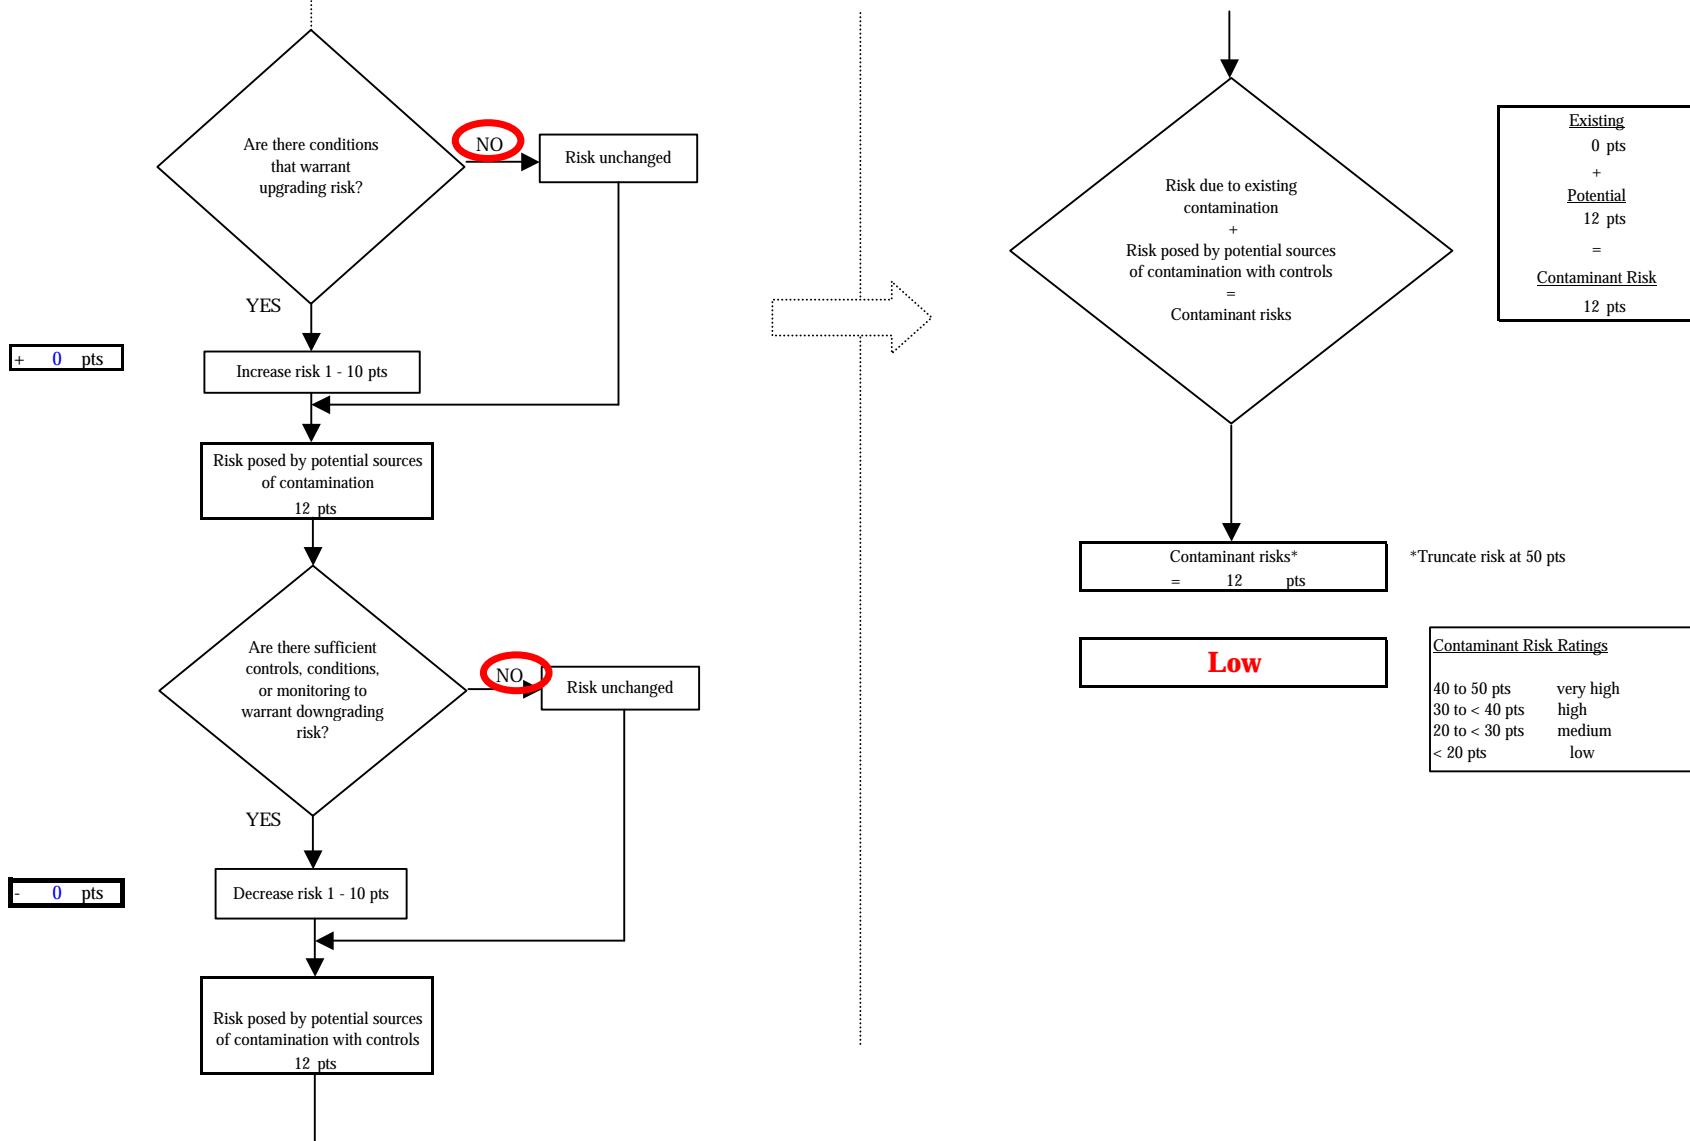 Are there conditions
that warrant
upgrading risk?
NO
Risk unchanged
YES
+ 0 pts
Increase risk 1 - 10 pts
Risk posed by potential sources
of contamination
12 pts
Are there sufficient
controls, conditions,
or monitoring to
warrant downgrading
risk?
NO
Risk unchanged
YES
- 0 pts
Decrease risk 1 - 10 pts
Risk posed by potential sources
of contamination with controls
12 pts
Risk due to existing
contamination
+
Risk posed by potential sources
of contamination with controls
=
Contaminant risks
Existing
0 pts
+
Potential
12 pts
=
Contaminant Risk
12 pts
Contaminant risks*
= 12 pts
*Truncate risk at 50 pts
Low
Contaminant Risk Ratings
40 to 50 pts very high
30 to < 40 pts high
20 to < 30 pts medium
< 20 pts low